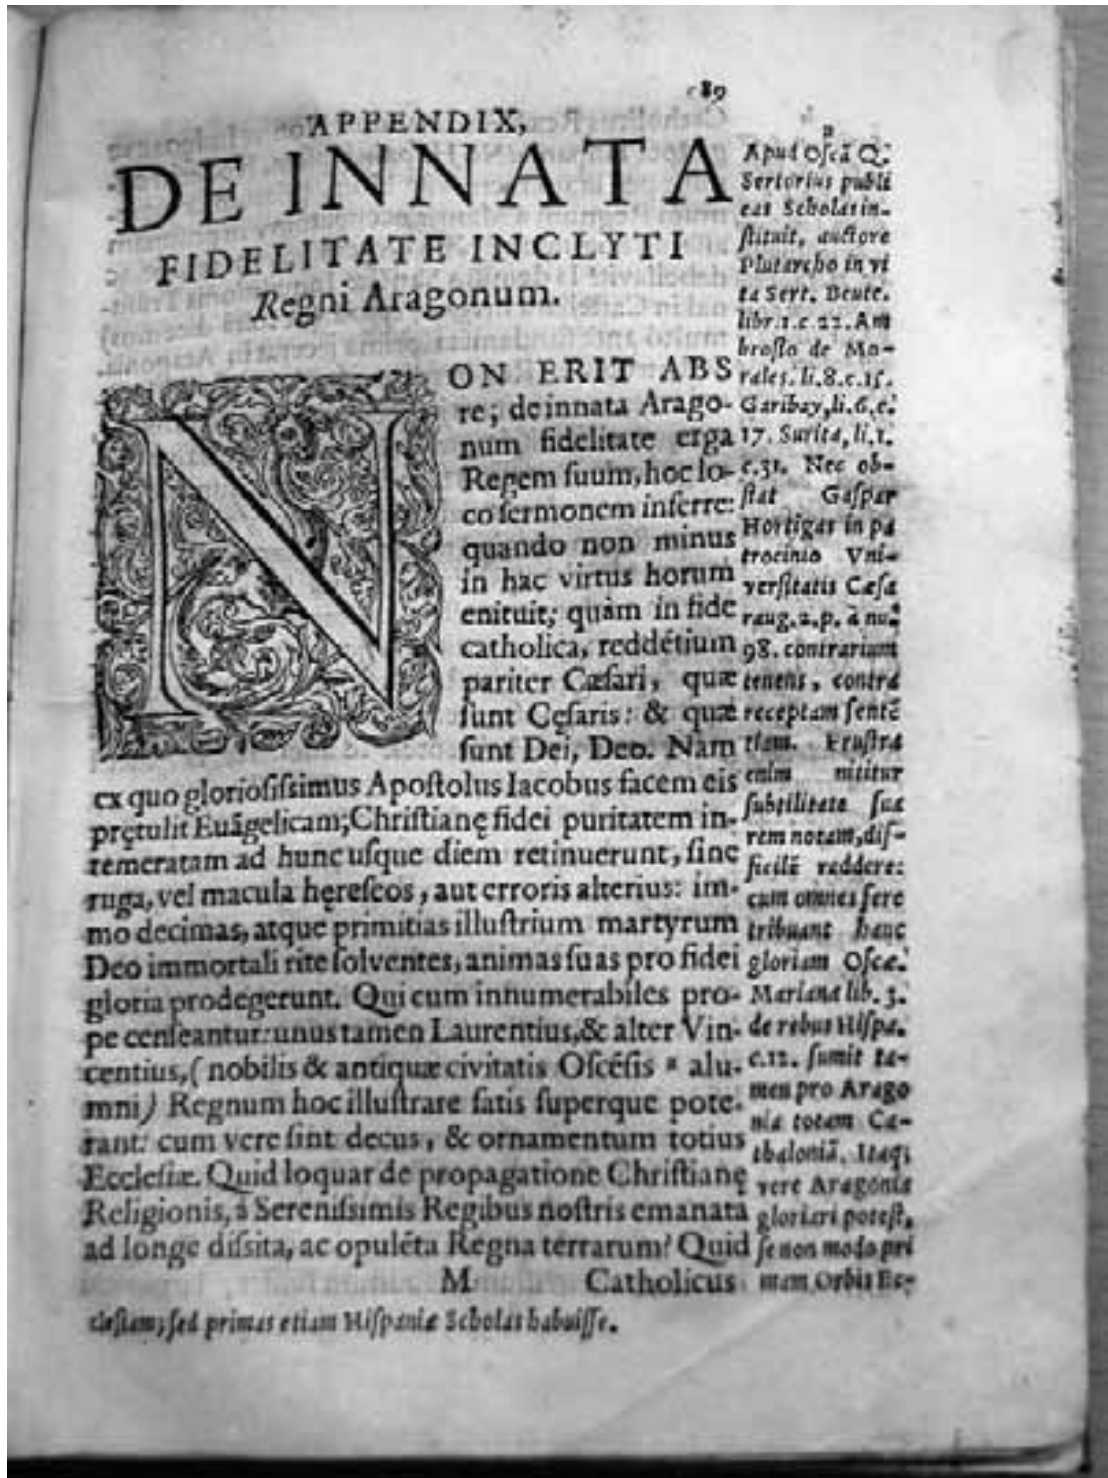 89
APPENDIX,
DE INNATA
FIDELITATE INCLYTI
Regni Aragonum.
NON ERIT ABS
re; de innata Arago-
num fidelitate erga
Regem suum, hoc lo-
co sermonem inserre:
quando non minus
in hac virtus horum
enituit; quàm in fide
catholica, reddétium
pariter Cæsari, quæ
sunt Cęsaris: & quæ
sunt Dei, Deo. Nam
ex quo gloriosissimus Apostolus Iacobus facem eis
prętulit Euãgelicam; Christianę fidei puritatem in-
temeratam ad hunc usque diem retinuerunt, sine
ruga, vel macula hęreseos, aut erroris alterius: im-
mo decimas, atque primitias illustrium martyrum
Deo immortali rite solventes, animas suas pro fidei
gloria prodegerunt. Qui cum innumerabiles pro-
pe censeantur: unus tamen Laurentius, & alter Vin-
centius, ( nobilis & antiquæ civitatis Oscésis a alu-
mni) Regnum hoc illustrare satis superque pote-
rant: cum vere sint decus, & ornamentum totius
Ecclesiæ. Quid loquar de propagatione Christianę
Religionis, à Serenissimis Regibus nostris emanata
ad longe dissita, ac opuléta Regna terrarum? Quid
M Catholicus
a
Apud Oscã Q.
Sertorius publi
cas Scholas in-
stituit, auctore
Plutarcho in vi
ta Sert. Beute.
libr. 1. c. 22. Am
brosio de Mo-
rales. li. 8. c. 15.
Garibay, li. 6. c.
17. Surita, li. 1.
c. 31. Nec ob-
stat Gaspar
Hortigas in pa
trocinio Vni-
versitatis Cæsa
raug. 2. p. à nu.
98. contrarium
tenens, contra
receptam sentē
tiam. Frustra
enim nititur
subtilitate sua
rem notam, dif-
ficilē reddere:
cum omnes fere
tribuant hanc
gloriam Oscæ.
Mariana lib. 3.
de rebus Hispa.
c. 12. sumit ta-
men pro Arago
nia totam Ca-
thaloniã. Itaq;
vere Aragonia
gloriari potest,
se non modo pri
mam Orbis Ec-
clesiam; sed primas etiam Hispaniæ Scholas habuisse.